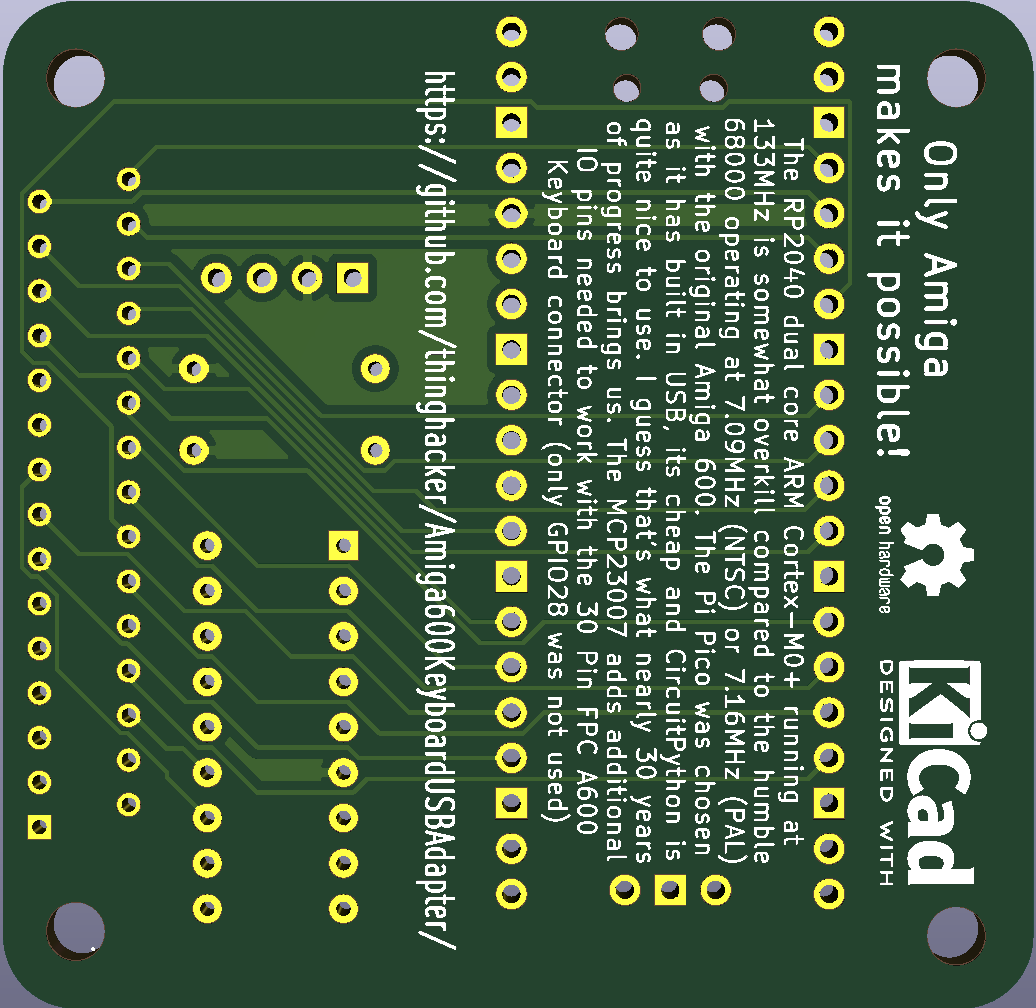 Only Amiga
makes it possible!
open hardware
KiCad
DESIGNED WITH
The RP2040 dual core ARM Cortex-M0+ running at
133MHz is somewhat overkill compared to the humble
68000 operating at 7.09MHz (NTSC) or 7.16MHz (PAL)
with the original Amiga 600. The Pi Pico was chosen
as it has built in USB, its cheap and CircuitPython is
quite nice to use. I guess that's what nearly 30 years
of progress brings us. The MCP23007 adds additional
IO pins needed to work with the 30 Pin FPC A600
Keyboard connector (only GPIO28 was not used)
https://github.com/thinghacker/Amiga600KeyboardUSBAdapter/